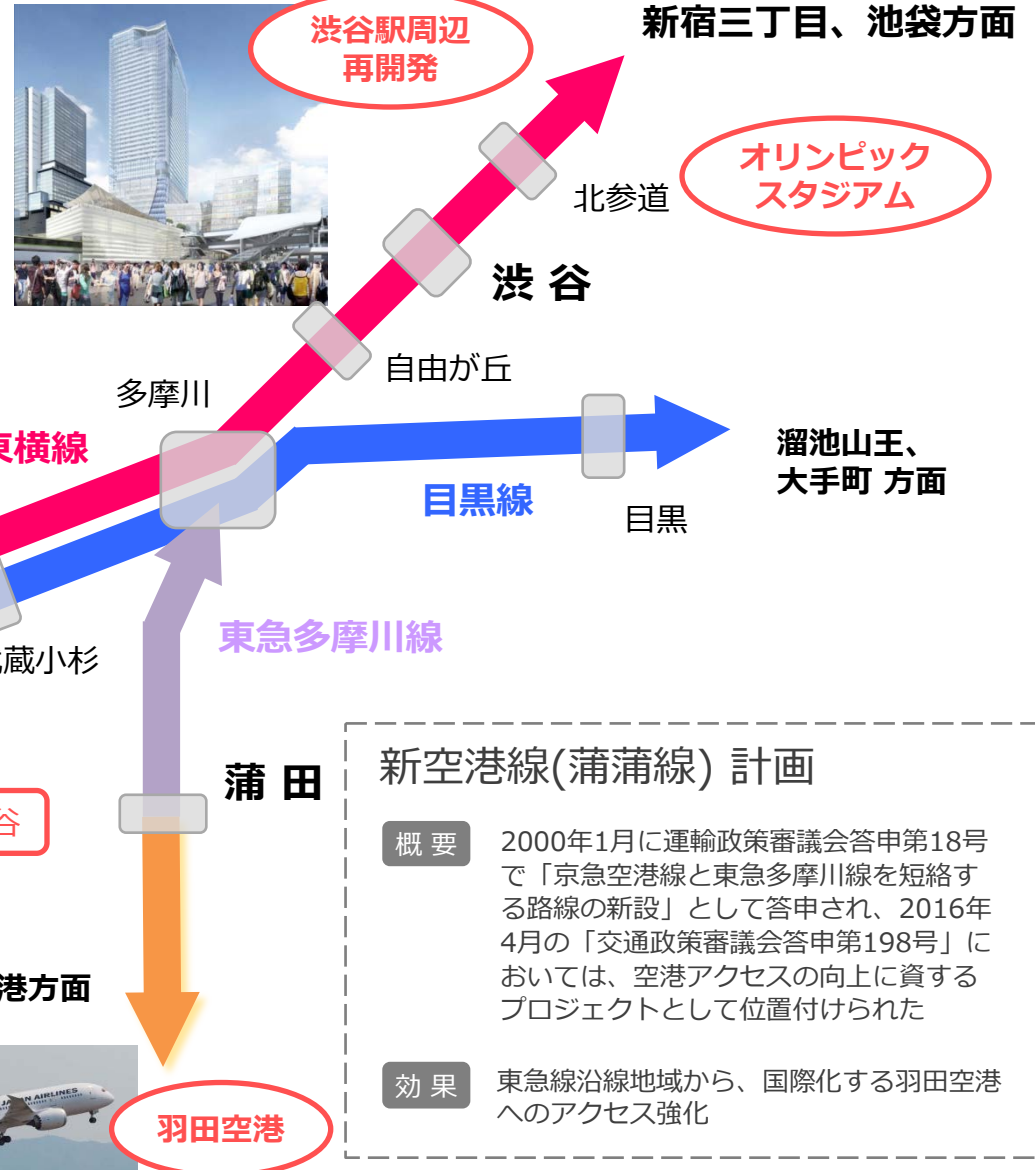 渋谷駅周辺
再開発
新宿三丁目、池袋方面
オリンピック
スタジアム
北参道
渋 谷
自由が丘
多摩川
東横線
溜池山王、
大手町 方面
目黒線
目黒
東急多摩川線
蔵小杉
蒲 田
谷
港方面
JAPAN AIRLINES
羽田空港
新空港線(蒲蒲線) 計画
概 要
2000年1月に運輸政策審議会答申第18号
で「京急空港線と東急多摩川線を短絡す
る路線の新設」として答申され、2016年
4月の「交通政策審議会答申第198号」に
おいては、空港アクセスの向上に資する
プロジェクトとして位置付けられた
効 果
東急線沿線地域から、国際化する羽田空港
へのアクセス強化